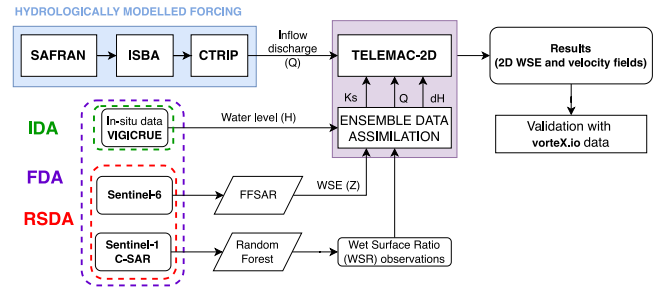 HYDROLOGICALLY MODELLED FORCING
SAFRAN
ISBA
CTRIP
Inflow
discharge
(Q)
TELEMAC-2D
Results
(2D WSE and velocity fields)
Ks
Q
dH
IDA
In-situ data
VIGICRUE
Water level (H)
ENSEMBLE DATA
ASSIMILATION
Validation with
vorteX.io data
FDA
Sentinel-6
FFSAR
WSE (Z)
RSDA
Sentinel-1
C-SAR
Random
Forest
Wet Surface Ratio
(WSR) observations